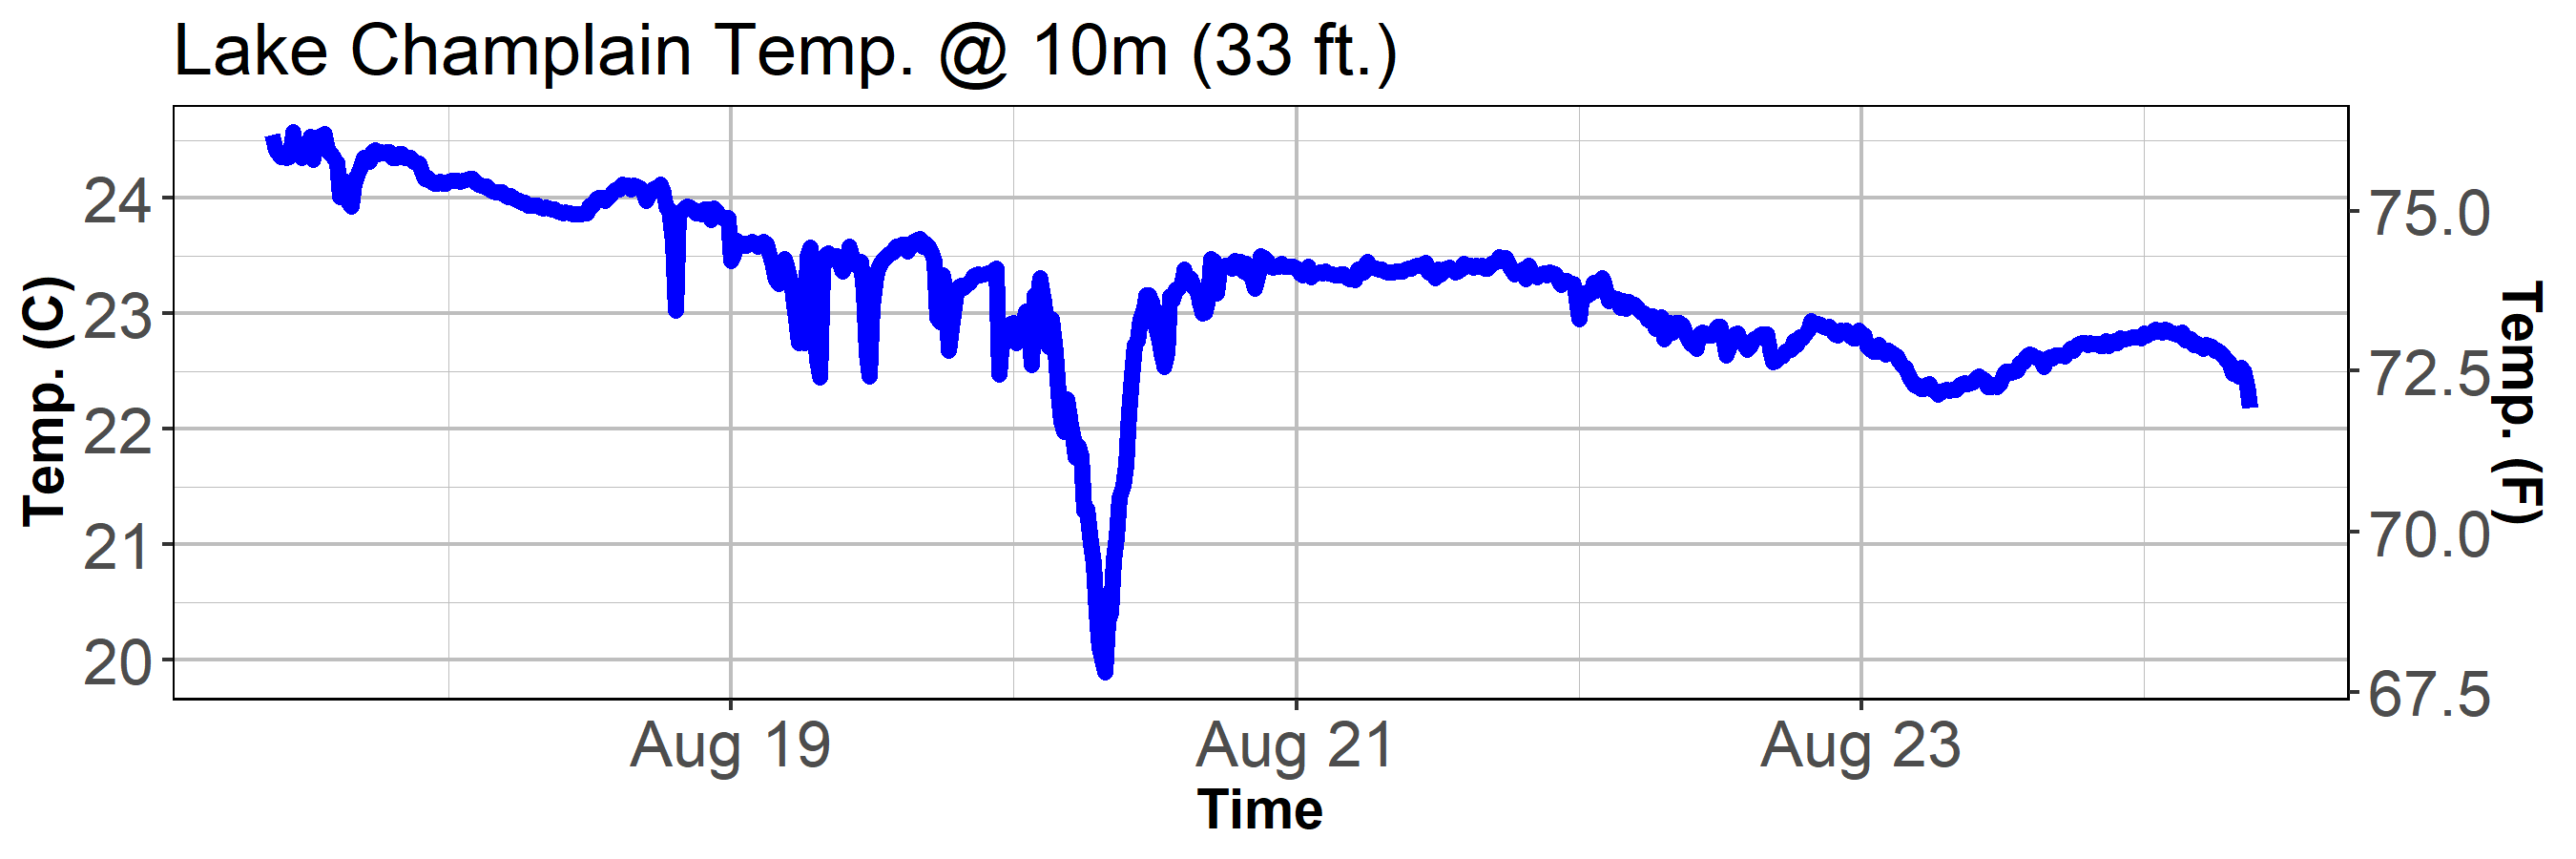 Lake Champlain Temp. @ 10m (33 ft.)
Temp. (C)
24
23
22
21
20
75.0
72.5
70.0
67.5
Temp. (F)
Aug 19
Aug 21
Aug 23
Time